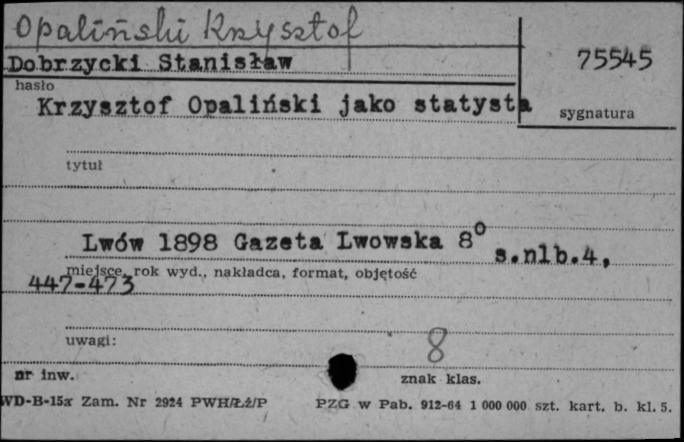 Opaliński Krzysztof
Dobrzycki Stanisław
75545
hasło
Krzysztof Opaliński jako statysta
sygnatura
tytuł
Lwów 1898 Gazeta Lwowska 8° s.nlb.4,
miejsce, rok wyd., nakładca, format, objętość
447-473
uwagi:
8
nr inw.
znak klas.
WD-B-15x Zam. Nr 2924 PWH/Łż/P
PZG w Pab. 912-64 1 000 000 szt. kart. b. kl. 5.